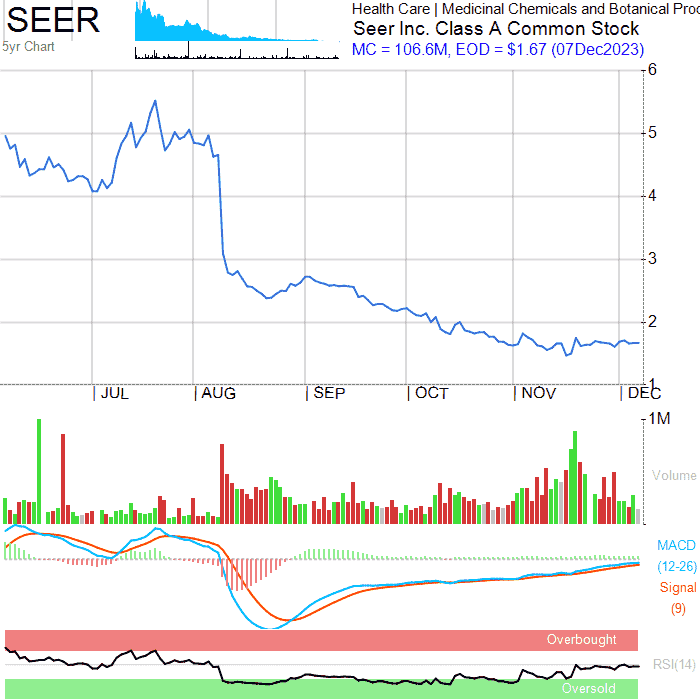 SEER
5yr Chart
Health Care | Medicinal Chemicals and Botanical Proc
Seer Inc. Class A Common Stock
MC = 106.6M, EOD = $1.67 (07Dec2023)
6
5
4
3
2
1
JUL AUG SEP OCT NOV DEC
1M
Volume
MACD
(12-26)
Signal
(9)
Overbought
RSI(14)
Oversold